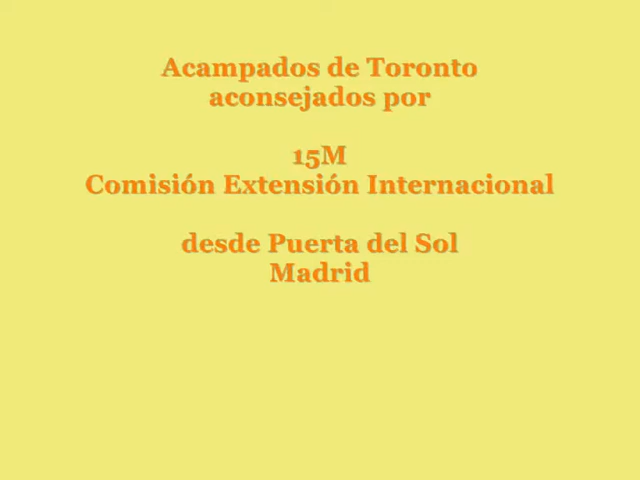 Acampados de Toronto
aconsejados por
15M
Comisión Extensión Internacional
desde Puerta del Sol
Madrid